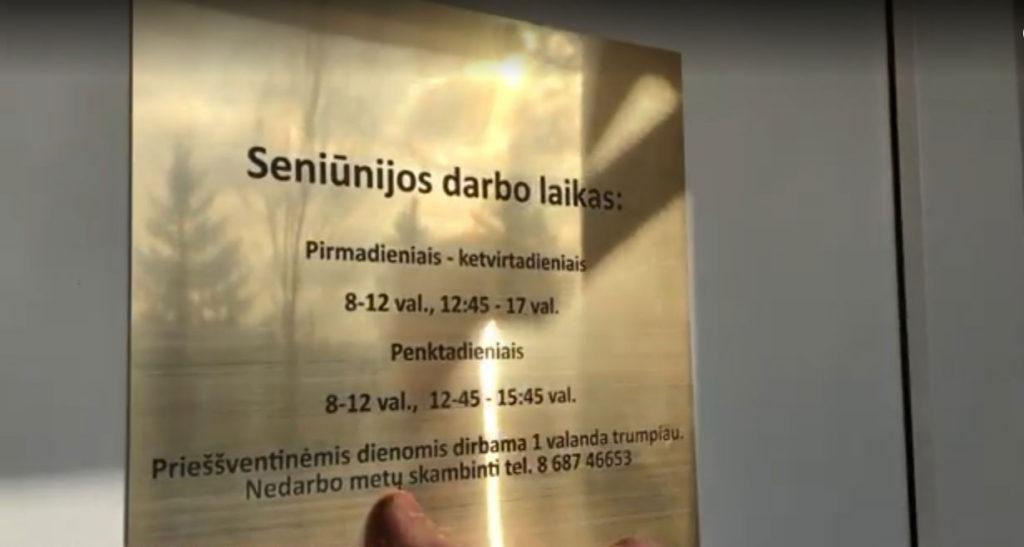 Seniūnijos darbo laikas:
Pirmadieniais - ketvirtadieniais
8-12 val., 12:45 - 17 val.
Penktadieniais
8-12 val., 12-45 - 15:45 val.
Prieššventinėmis dienomis dirbama 1 valanda trumpiau.
Nedarbo metų skambinti tel. 8 687 46653